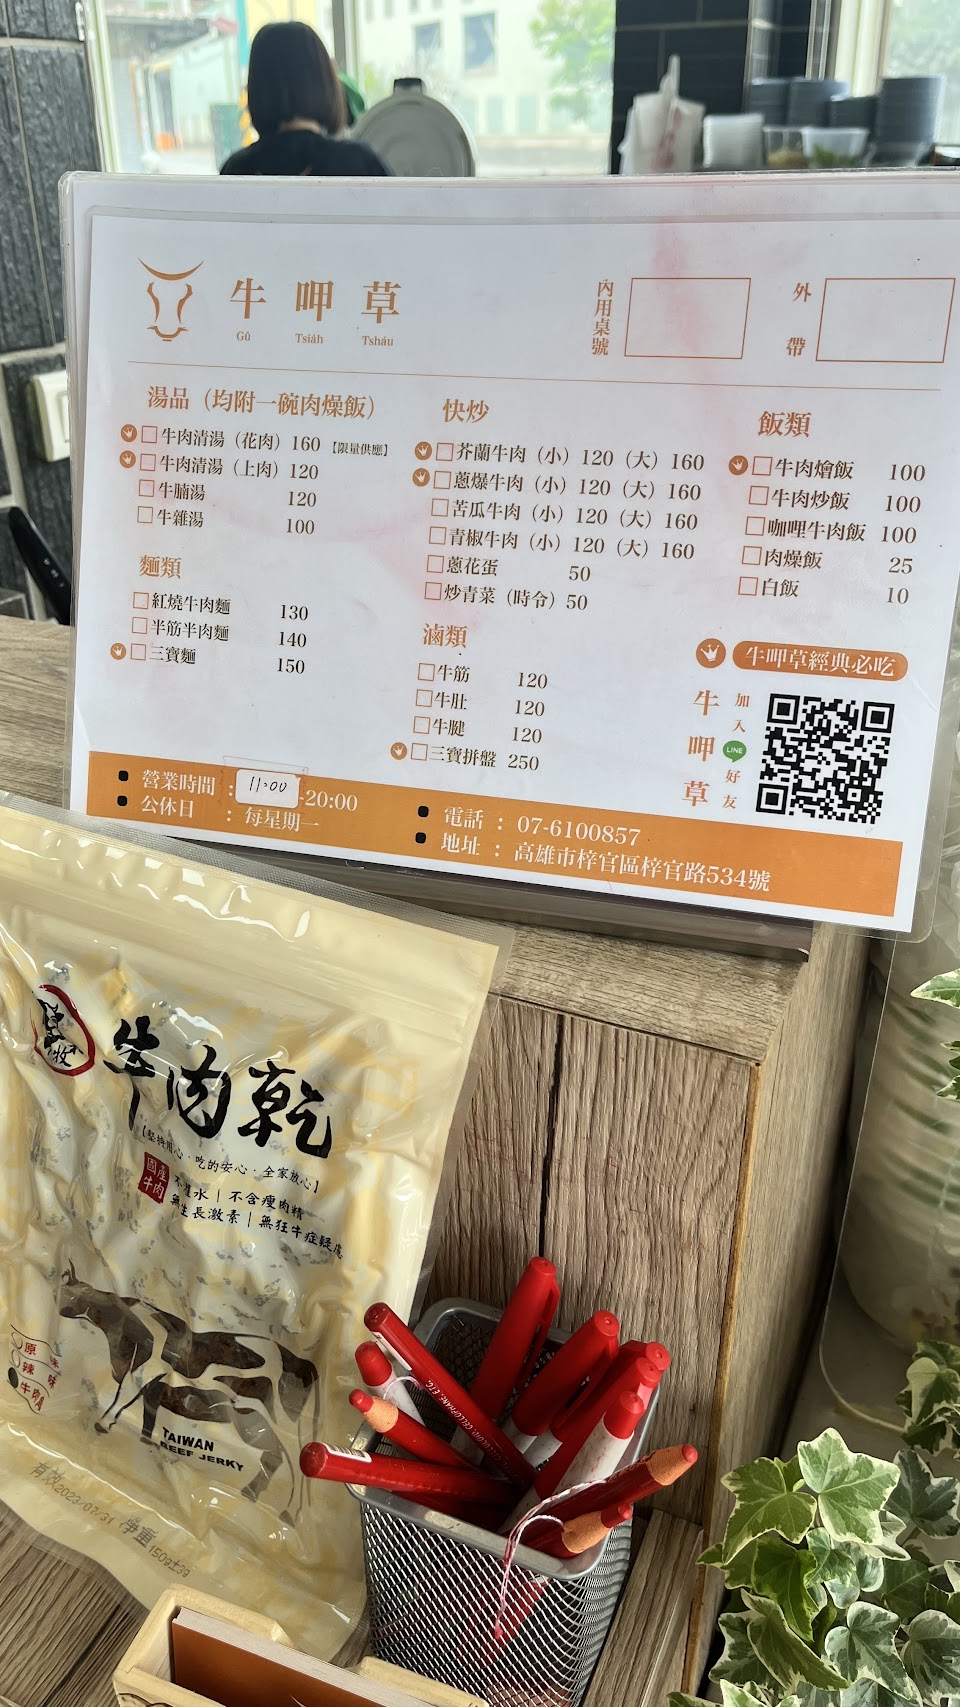 牛呷草
Gû Tsiáh Tsháu
內用桌號
外帶
湯品（均附一碗肉燥飯）
牛肉清湯（花肉）160【限量供應】
牛肉清湯（上肉）120
牛腩湯 120
牛雜湯 100
麵類
紅燒牛肉麵 130
半筋半肉麵 140
三寶麵 150
快炒
芥蘭牛肉（小）120（大）160
蔥爆牛肉（小）120（大）160
苦瓜牛肉（小）120（大）160
青椒牛肉（小）120（大）160
蔥花蛋 50
炒青菜（時令）50
滷類
牛筋 120
牛肚 120
牛腱 120
三寶拼盤 250
飯類
牛肉燴飯 100
牛肉炒飯 100
咖哩牛肉飯 100
肉燥飯 25
白飯 10
牛呷草經典必吃
牛呷草
加入
LINE
好友
營業時間：11:00-20:00
公休日：每星期一
電話：07-6100857
地址：高雄市梓官區梓官路534號
牛肉乾
【堅持用心．吃的安心．全家放心】
國產牛肉
不灌水｜不含瘦肉精
無生長激素｜無狂牛症疑慮
原味
辣味
牛肉
TAIWAN
BEEF JERKY
有效2023/07/31 淨重150g±3g
CELLULOID CELLOPHANE, ETC.